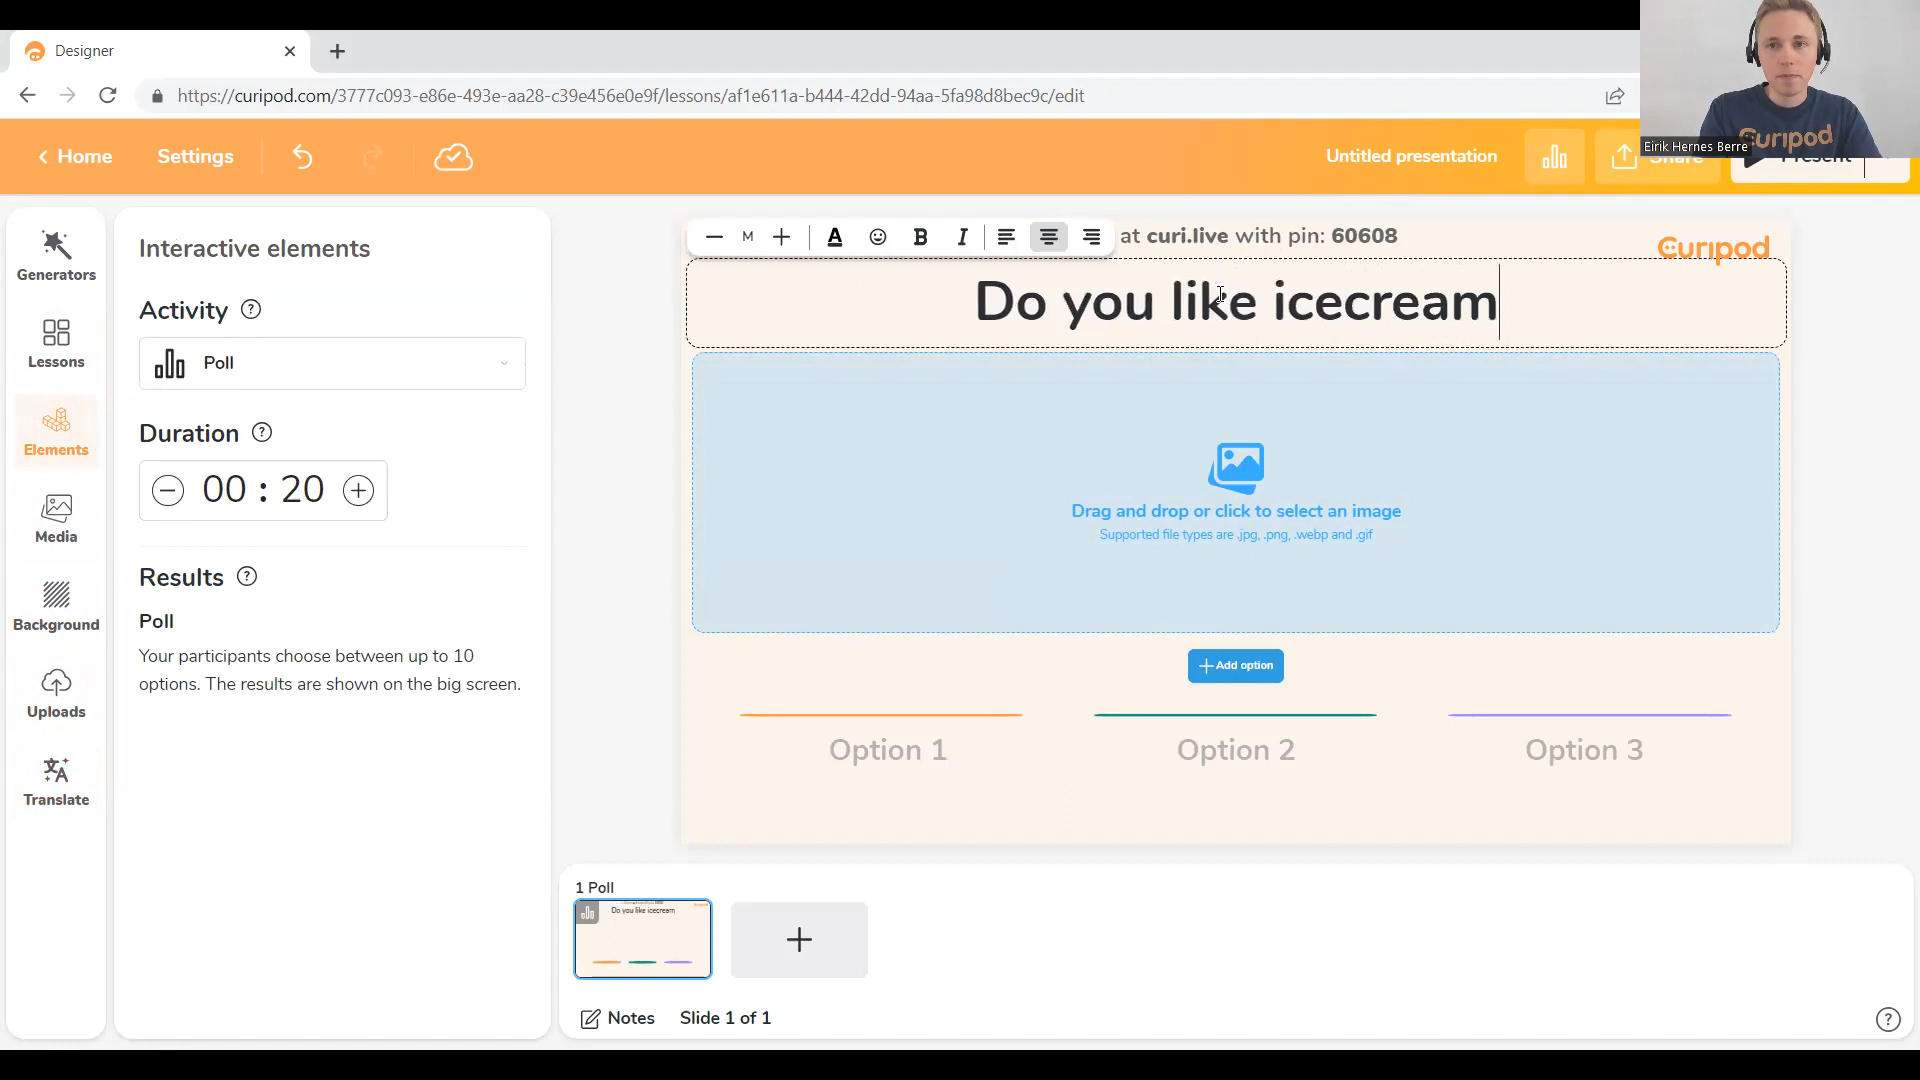 Designer
https://curipod.com/3777c093-e86e-493e-aa28-c39e456e0e9f/lessons/af1e611a-b444-42dd-94aa-5fa98d8bec9c/edit
Curipod
Eirik Hernes Berre
Home
Settings
Untitled presentation
Share
Present
Generators
Lessons
Elements
Media
Background
Uploads
Translate
Interactive elements
Activity
Poll
Duration
00 : 20
Results
Poll
Your participants choose between up to 10
options. The results are shown on the big screen.
M A B I at curi.live with pin: 60608
Curipod
Do you like icecream
Drag and drop or click to select an image
Supported file types are .jpg, .png, .webp and .gif
Add option
Option 1 Option 2 Option 3
1 Poll
Do you like icecream
Notes Slide 1 of 1